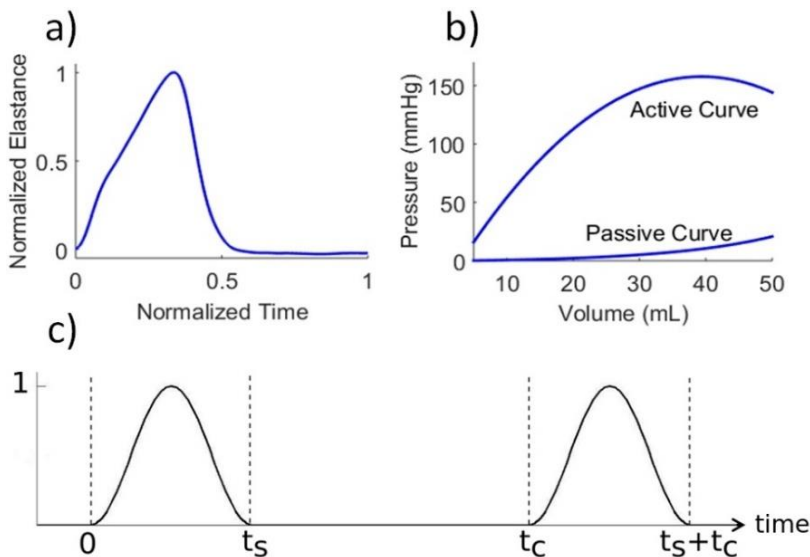 a)
Normalized Elastance
1
0.5
0
0
0.5
1
Normalized Time
b)
Pressure (mmHg)
150
100
50
0
Active Curve
Passive Curve
10 20 30 40 50
Volume (mL)
c)
1
0 tS tC tS+tC
time